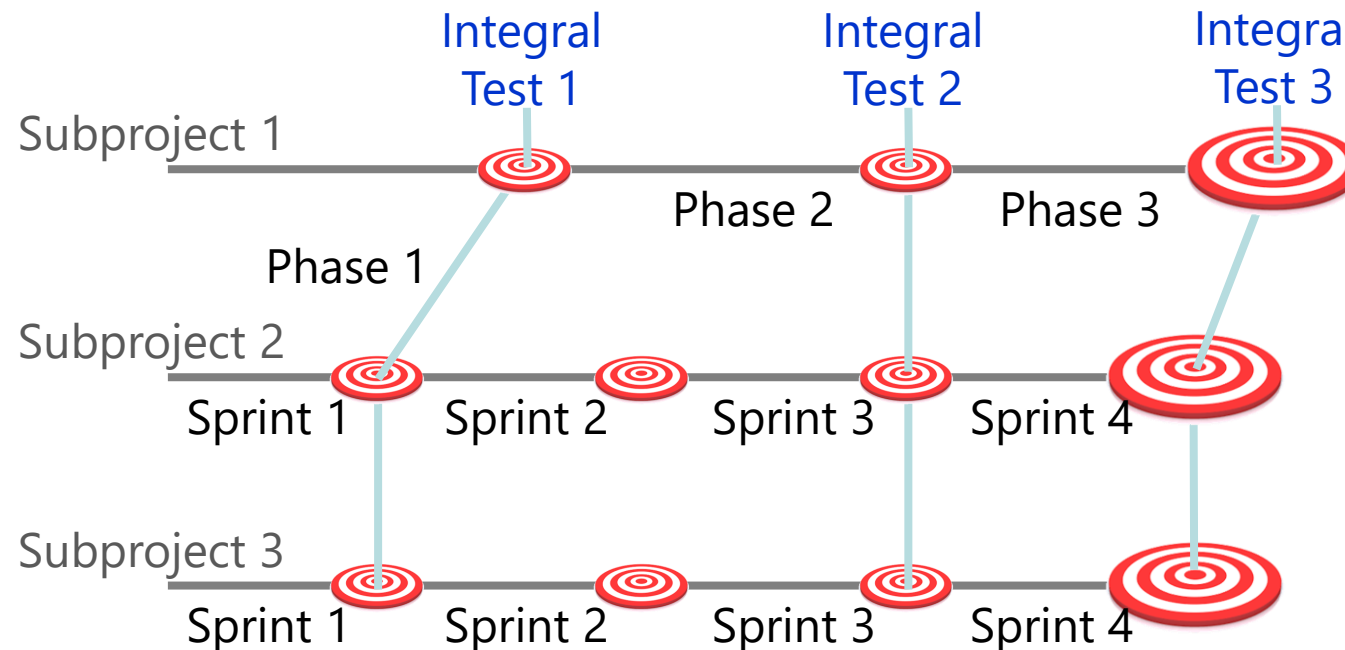 Integral
Test 1
Integral
Test 2
Integra
Test 3
Subproject 1
Phase 2
Phase 3
Phase 1
Subproject 2
Sprint 1
Sprint 2
Sprint 3
Sprint 4
Subproject 3
Sprint 1
Sprint 2
Sprint 3
Sprint 4